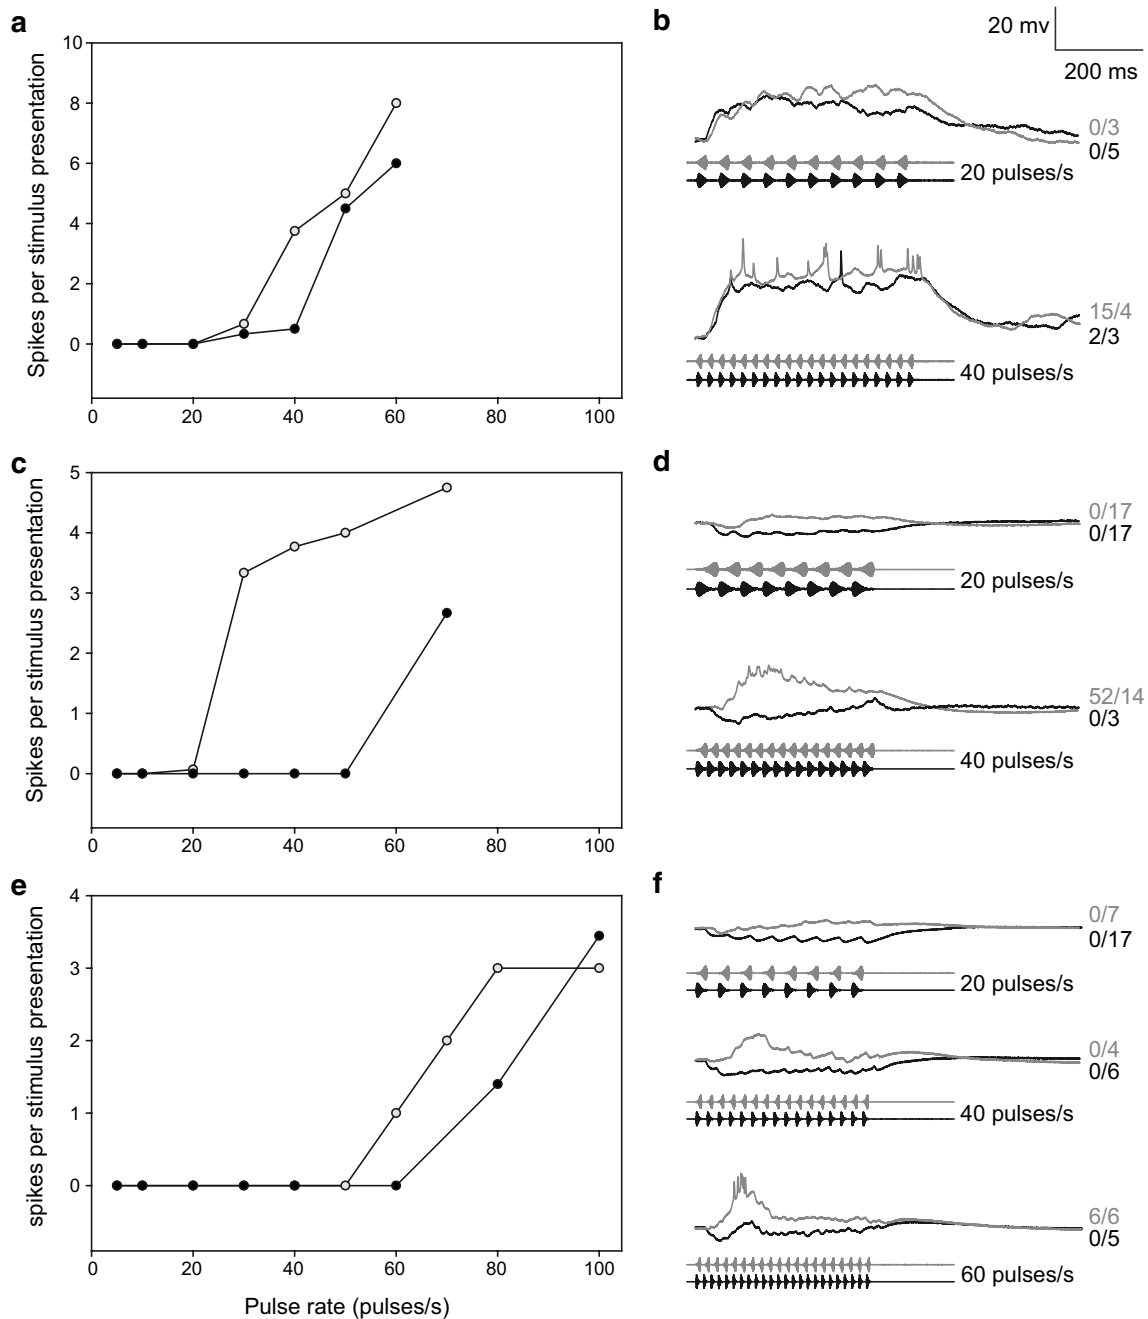 a
Spikes per stimulus presentation
10
8
6
4
2
0
0 20 40 60 80 100
b
20 mv
200 ms
0/3
0/5
20 pulses/s
15/4
2/3
40 pulses/s
c
Spikes per stimulus presentation
5
4
3
2
1
0
0 20 40 60 80 100
d
0/17
0/17
20 pulses/s
52/14
0/3
40 pulses/s
e
spikes per stimulus presentation
4
3
2
1
0
0 20 40 60 80 100
Pulse rate (pulses/s)
f
0/7
0/17
20 pulses/s
0/4
0/6
40 pulses/s
6/6
0/5
60 pulses/s